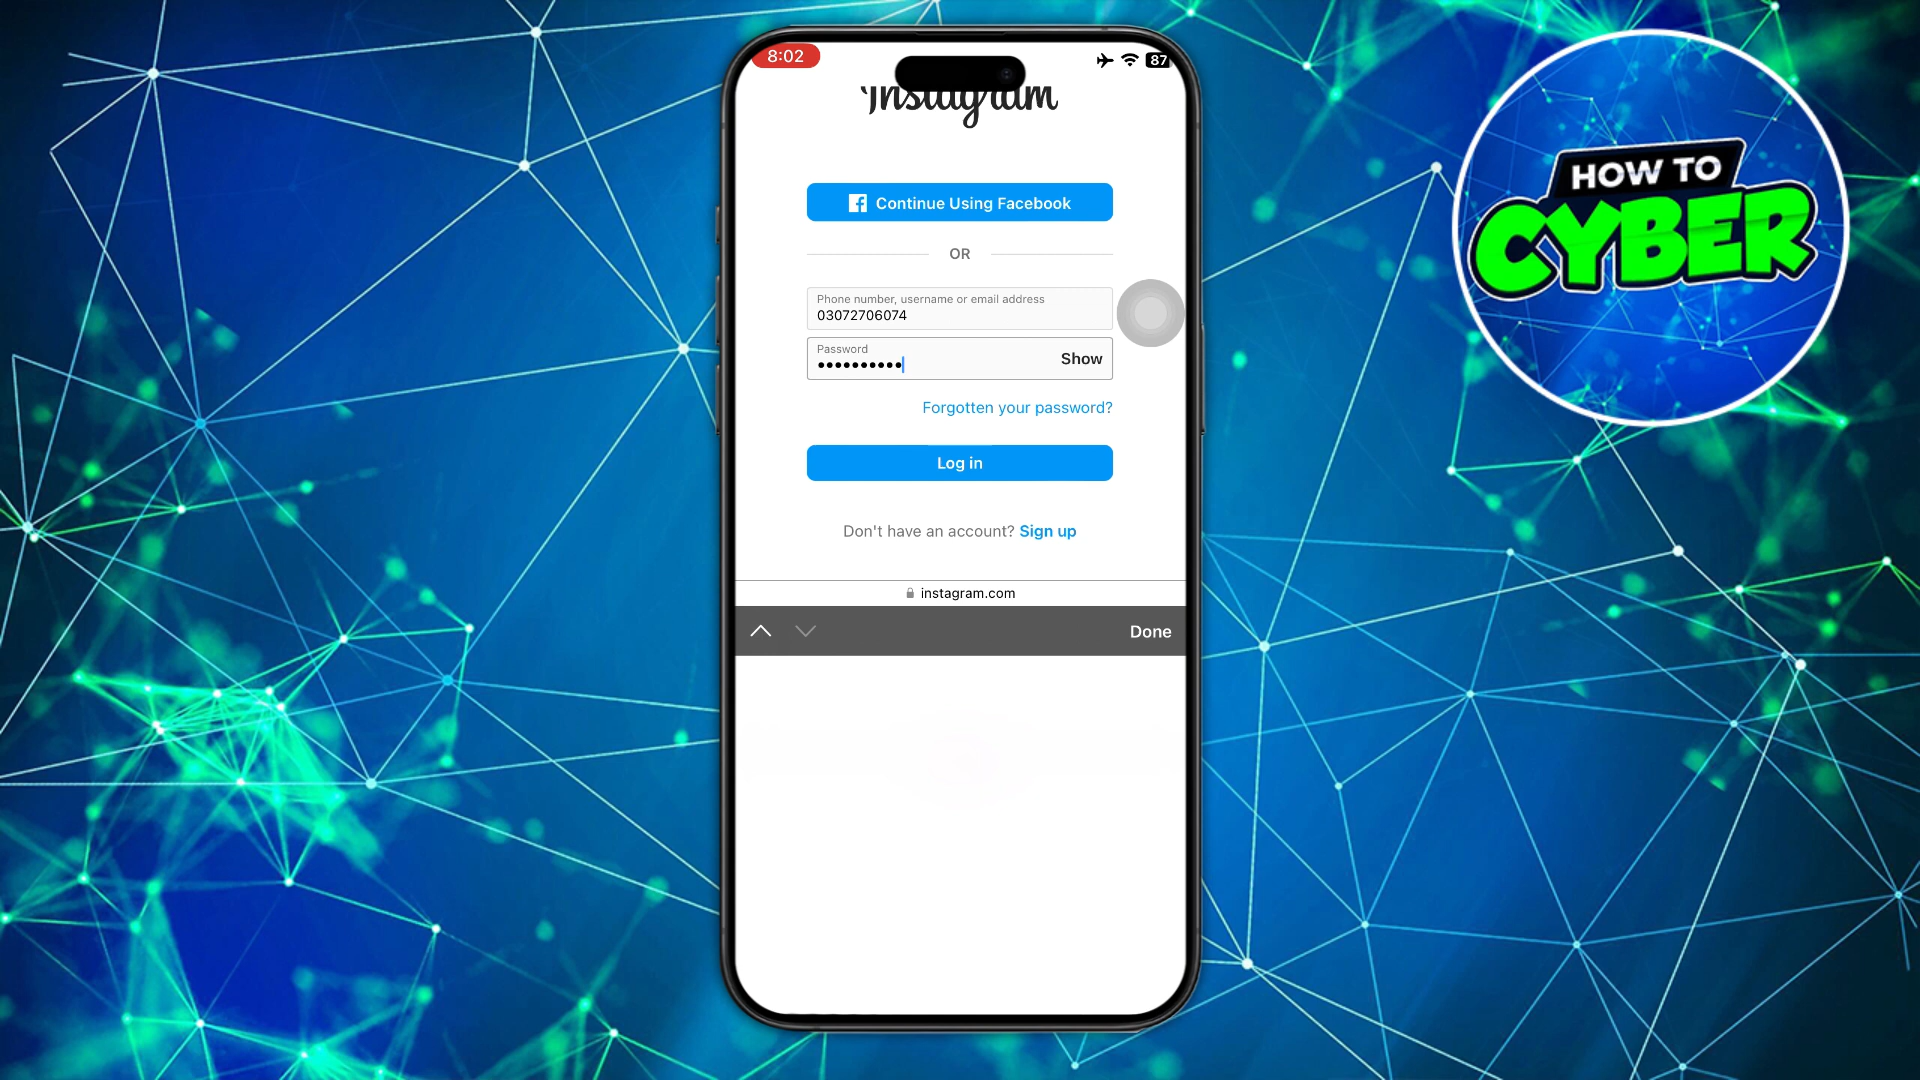 8:02
87
Instagram
Continue Using Facebook
OR
Phone number, username or email address
03072706074
Password
••••••••••
Show
Forgotten your password?
Log in
Don't have an account? Sign up
instagram.com
Done
HOW TO
CYBER